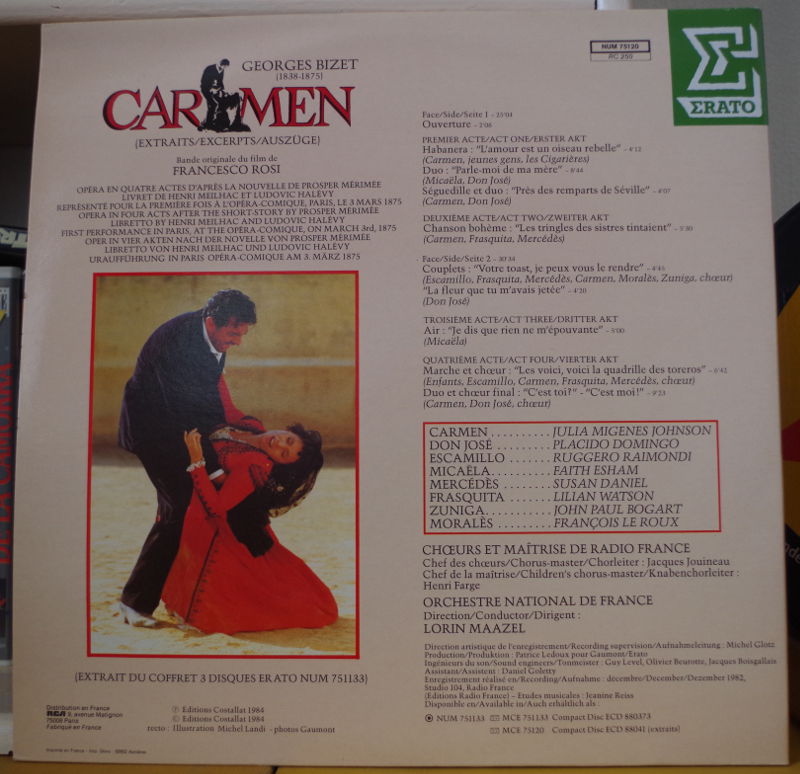 GEORGES BIZET
(1838-1875)
CARMEN
(EXTRAITS/EXCERPTS/AUSZÜGE)
Bande originale du film de
FRANCESCO ROSI
OPÉRA EN QUATRE ACTES D'APRÈS LA NOUVELLE DE PROSPER MÉRIMÉE
LIVRET DE HENRI MEILHAC ET LUDOVIC HALÉVY
REPRÉSENTÉ POUR LA PREMIÈRE FOIS À L'OPÉRA-COMIQUE, PARIS, LE 3 MARS 1875
OPERA IN FOUR ACTS AFTER THE SHORT-STORY BY PROSPER MÉRIMÉE
LIBRETTO BY HENRI MEILHAC AND LUDOVIC HALÉVY
FIRST PERFORMANCE IN PARIS, AT THE OPÉRA-COMIQUE, ON MARCH 3rd, 1875
OPER IN VIER AKTEN NACH DER NOVELLE VON PROSPER MÉRIMÉE
LIBRETTO VON HENRI MEILHAC UND LUDOVIC HALÉVY
URAUFFÜHRUNG IN PARIS OPÉRA-COMIQUE AM 3. MÄRZ 1875
(EXTRAIT DU COFFRET 3 DISQUES ERATO NUM 751133)
Distribution en France
RCA 9, avenue Matignon
75008 Paris
Fabriqué en France
Ⓟ Editions Costallat 1984
© Editions Costallat 1984
recto : Illustration Michel Landi - photos Gaumont
Imprimé en France
NUM 75120
RC 250
ERATO
Face/Side/Seite 1 - 25'04
Ouverture - 2'06
PREMIER ACTE/ACT ONE/ERSTER AKT
Habanera : "L'amour est un oiseau rebelle" - 4'12
(Carmen, jeunes gens, les Cigarières)
Duo : "Parle-moi de ma mère" - 8'44
(Micaëla, Don José)
Séguedille et duo : "Près des remparts de Séville" - 4'07
(Carmen, Don José)
DEUXIÈME ACTE/ACT TWO/ZWEITER AKT
Chanson bohème : "Les tringles des sistres tintaient" - 5'30
(Carmen, Frasquita, Mercédès)
Face/Side/Seite 2 - 30'34
Couplets : "Votre toast, je peux vous le rendre" - 4'45
(Escamillo, Frasquita, Mercédès, Carmen, Moralès, Zuniga, chœur)
"La fleur que tu m'avais jetée" - 4'20
(Don José)
TROISIÈME ACTE/ACT THREE/DRITTER AKT
Air : "Je dis que rien ne m'épouvante" - 5'00
(Micaëla)
QUATRIÈME ACTE/ACT FOUR/VIERTER AKT
Marche et chœur : "Les voici, voici la quadrille des toreros" - 6'42
(Enfants, Escamillo, Carmen, Frasquita, Mercédès, chœur)
Duo et chœur final : "C'est toi?" - "C'est moi!" - 9'23
(Carmen, Don José, chœur)
CARMEN .......... JULIA MIGENES JOHNSON
DON JOSÉ ......... PLACIDO DOMINGO
ESCAMILLO ....... RUGGERO RAIMONDI
MICAËLA.......... FAITH ESHAM
MERCÉDÈS ....... SUSAN DANIEL
FRASQUITA ....... LILIAN WATSON
ZUNIGA........... JOHN PAUL BOGART
MORALÈS ......... FRANÇOIS LE ROUX
CHŒURS ET MAÎTRISE DE RADIO FRANCE
Chef des chœurs/Chorus-master/Chorleiter : Jacques Jouineau
Chef de la maîtrise/Children's chorus-master/Knabenchorleiter :
Henri Farge
ORCHESTRE NATIONAL DE FRANCE
Direction/Conductor/Dirigent :
LORIN MAAZEL
Direction artistique de l'enregistrement/Recording supervision/Aufnahmeleitung : Michel Glotz
Production/Produktion : Patrice Ledoux pour Gaumont/Erato
Ingénieurs du son/Sound engineers/Tonmeister : Guy Level, Olivier Beurotte, Jacques Boisgallais
Assistant/Assistent : Daniel Goletty
Enregistrement réalisé en/Recording/Aufnahme : décembre/December/Dezember 1982,
Studio 104, Radio France
(Editions Radio France) - Etudes musicales : Jeanine Reiss
Disponible en/Available in/Auch erhältlich als :
NUM 751133 MCE 751133 Compact Disc ECD 880373
MCE 75120 Compact Disc ECD 88041 (extraits)
DE LA CAMORRA